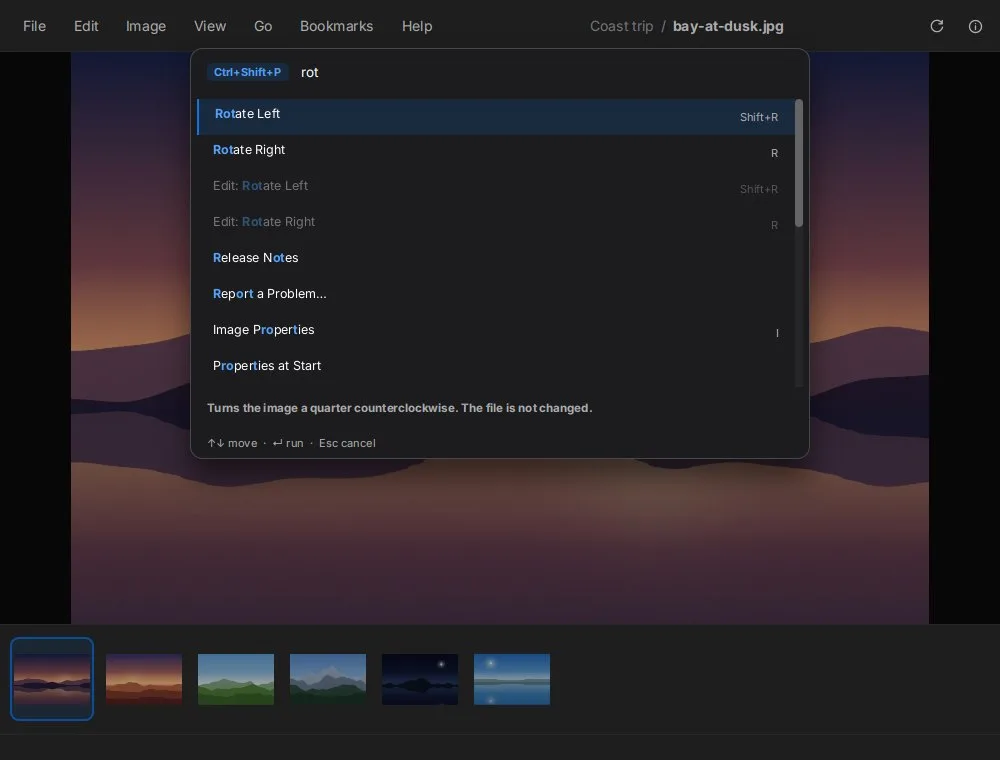 File Edit Image View Go Bookmarks Help Coast trip / bay-at-dusk.jpg
Ctrl+Shift+P rot
Rotate Left Shift+R
Rotate Right R
Edit: Rotate Left Shift+R
Edit: Rotate Right R
Release Notes
Report a Problem...
Image Properties I
Properties at Start
Turns the image a quarter counterclockwise. The file is not changed.
↑↓ move · ↵ run · Esc cancel